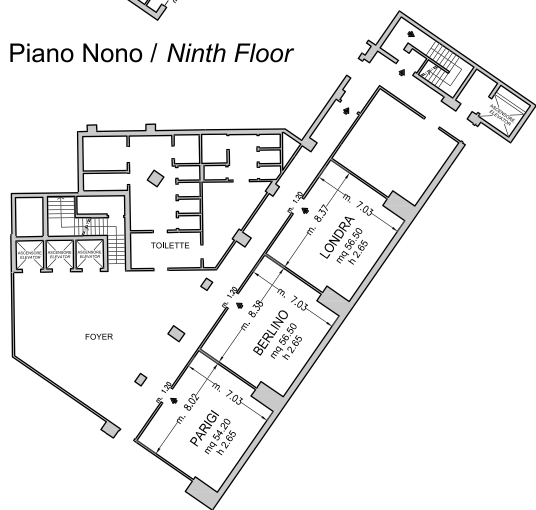 Piano Nono / Ninth Floor
ASCENSORE
ELEVATOR
m. 1.20
m. 8.37
m. 7.03
LONDRA
mq 56.50
h 2.65
TOILETTE
ASCENSORE
ELEVATOR
ASCENSORE
ELEVATOR
ASCENSORE
ELEVATOR
m. 1.20
m. 8.38
m. 7.03
BERLINO
mq 56.50
h 2.65
FOYER
m. 1.20
m. 8.02
m. 7.03
PARIGI
mq 54.20
h 2.65